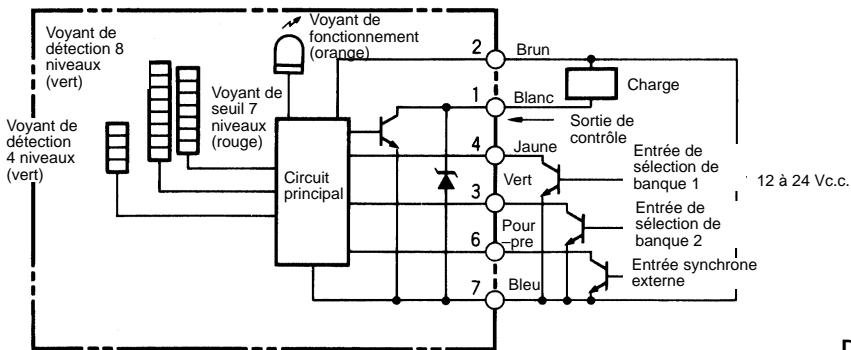 Voyant de
détection 8
niveaux
(vert)
Voyant de
fonctionnement
(orange)
Voyant de
seuil 7
niveaux
(rouge)
Voyant de
détection
4 niveaux
(vert)
Circuit
principal
2
Brun
1
Blanc
Charge
Sortie de
contrôle
4
Jaune
Entrée de
sélection de
banque 1
12 à 24 Vc.c.
Vert
3
Entrée de
sélection de
banque 2
Pour
–pre
6
Entrée synchrone
externe
7
Bleu